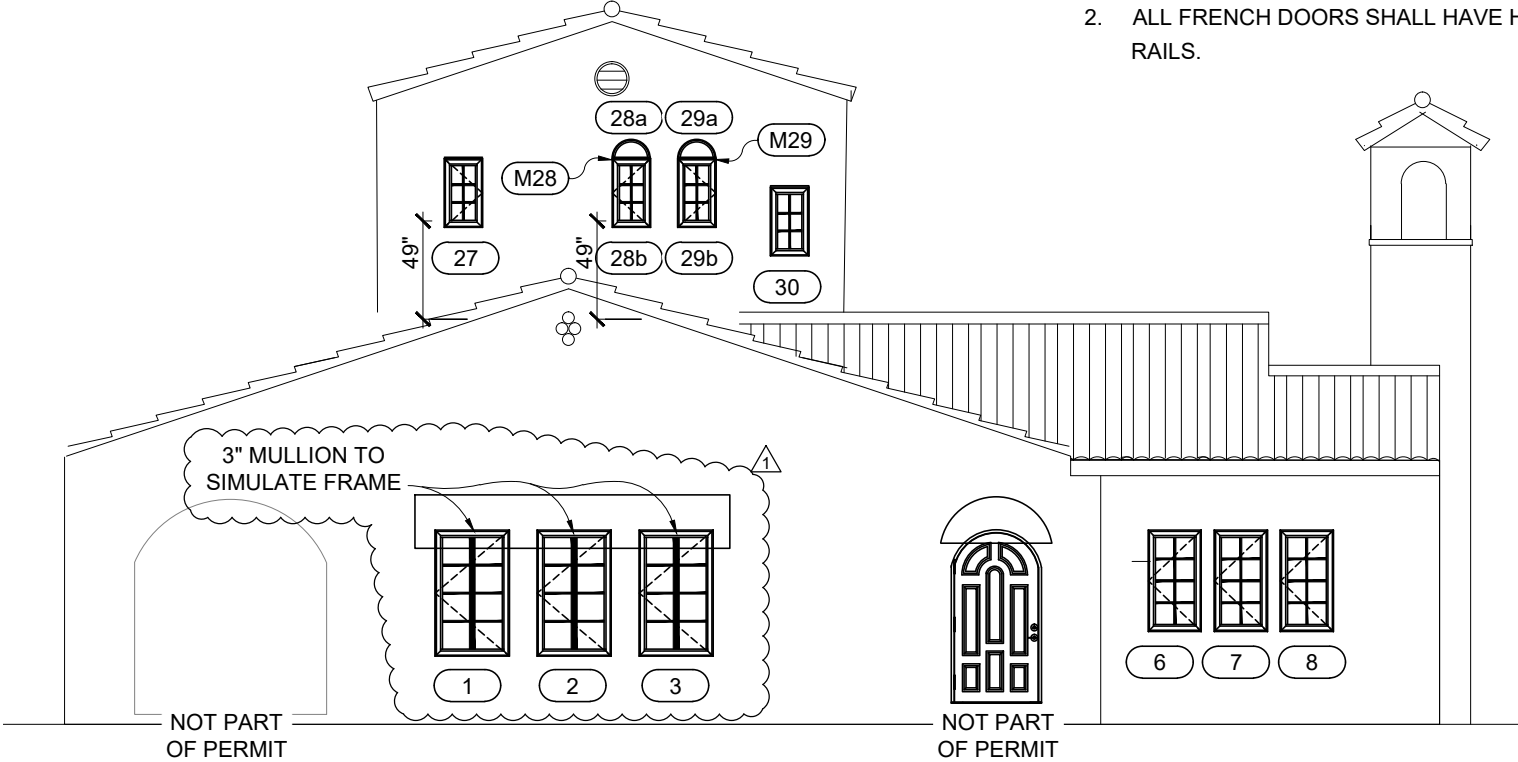 2. ALL FRENCH DOORS SHALL HAVE
RAILS.
28a 29a
M29
M28
49"
49"
27
28b 29b
30
3" MULLION TO
SIMULATE FRAME
1
1
2
3
6
7
8
NOT PART
OF PERMIT
NOT PART
OF PERMIT